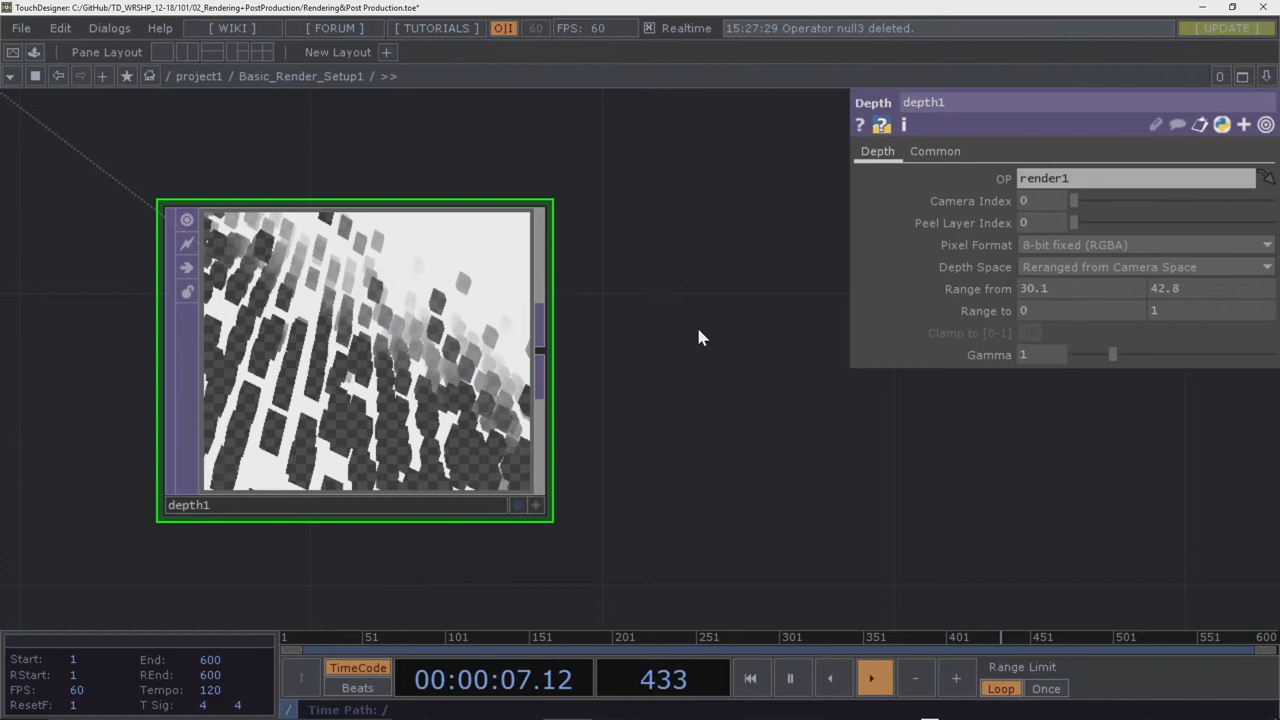 TouchDesigner: C:/GitHub/TD_WRSHP_12-18/101/02_Rendering+PostProduction/Rendering&Post Production.toe*
File Edit Dialogs Help [ WIKI ] [ FORUM ] [ TUTORIALS ] O|I 60 FPS: 60 Realtime 15:27:29 Operator null3 deleted. [ UPDATE ]
Pane Layout New Layout +
/ project1 / Basic_Render_Setup1 / >> 0
Depth depth1
? ? i
Depth Common
OP render1
Camera Index 0
Peel Layer Index 0
Pixel Format 8-bit fixed (RGBA)
Depth Space Reranged from Camera Space
Range from 30.1 42.8
Range to 0 1
Clamp to [0-1]
Gamma 1
depth1
1 51 101 151 201 251 301 351 401 451 501 551 600
Start: 1 End: 600
RStart: 1 REnd: 600
FPS: 60 Tempo: 120
ResetF: 1 T Sig: 4 4
TimeCode
Beats
00:00:07.12 433
Range Limit
Loop Once
/ Time Path: /